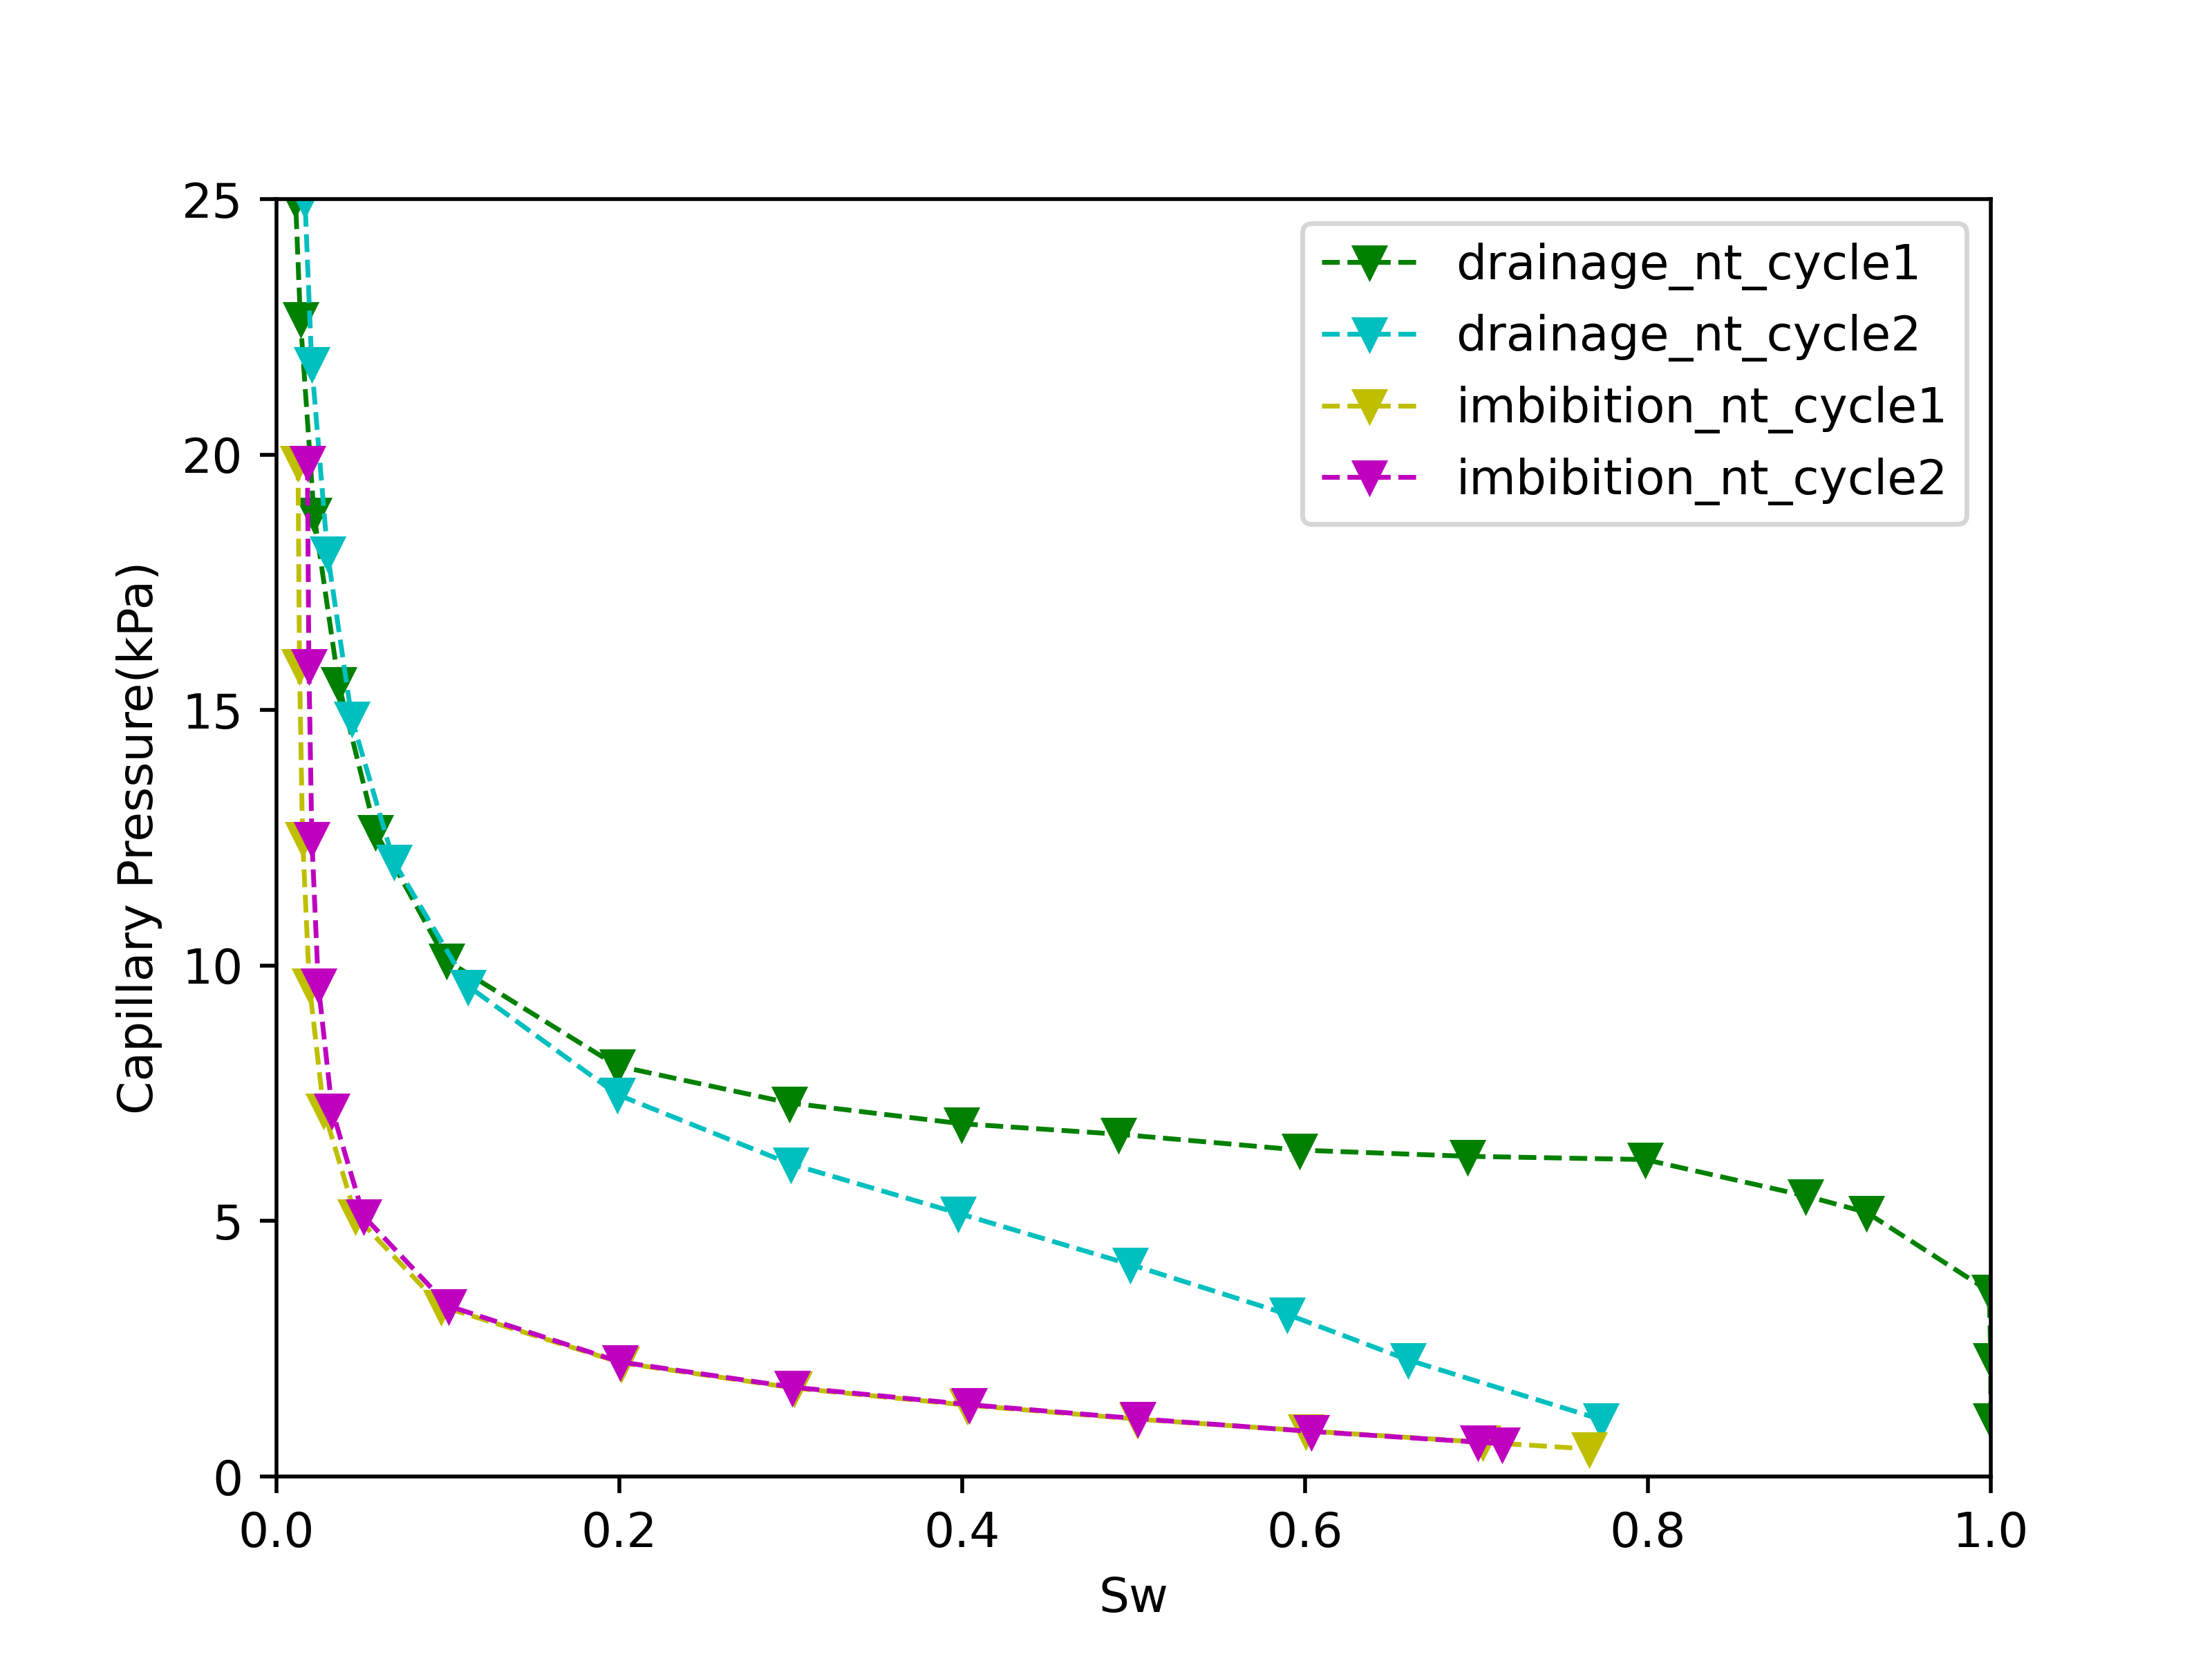 25
20
15
10
5
0
0.0 0.2 0.4 0.6 0.8 1.0
Capillary Pressure(kPa)
Sw
drainage_nt_cycle1
drainage_nt_cycle2
imbibition_nt_cycle1
imbibition_nt_cycle2